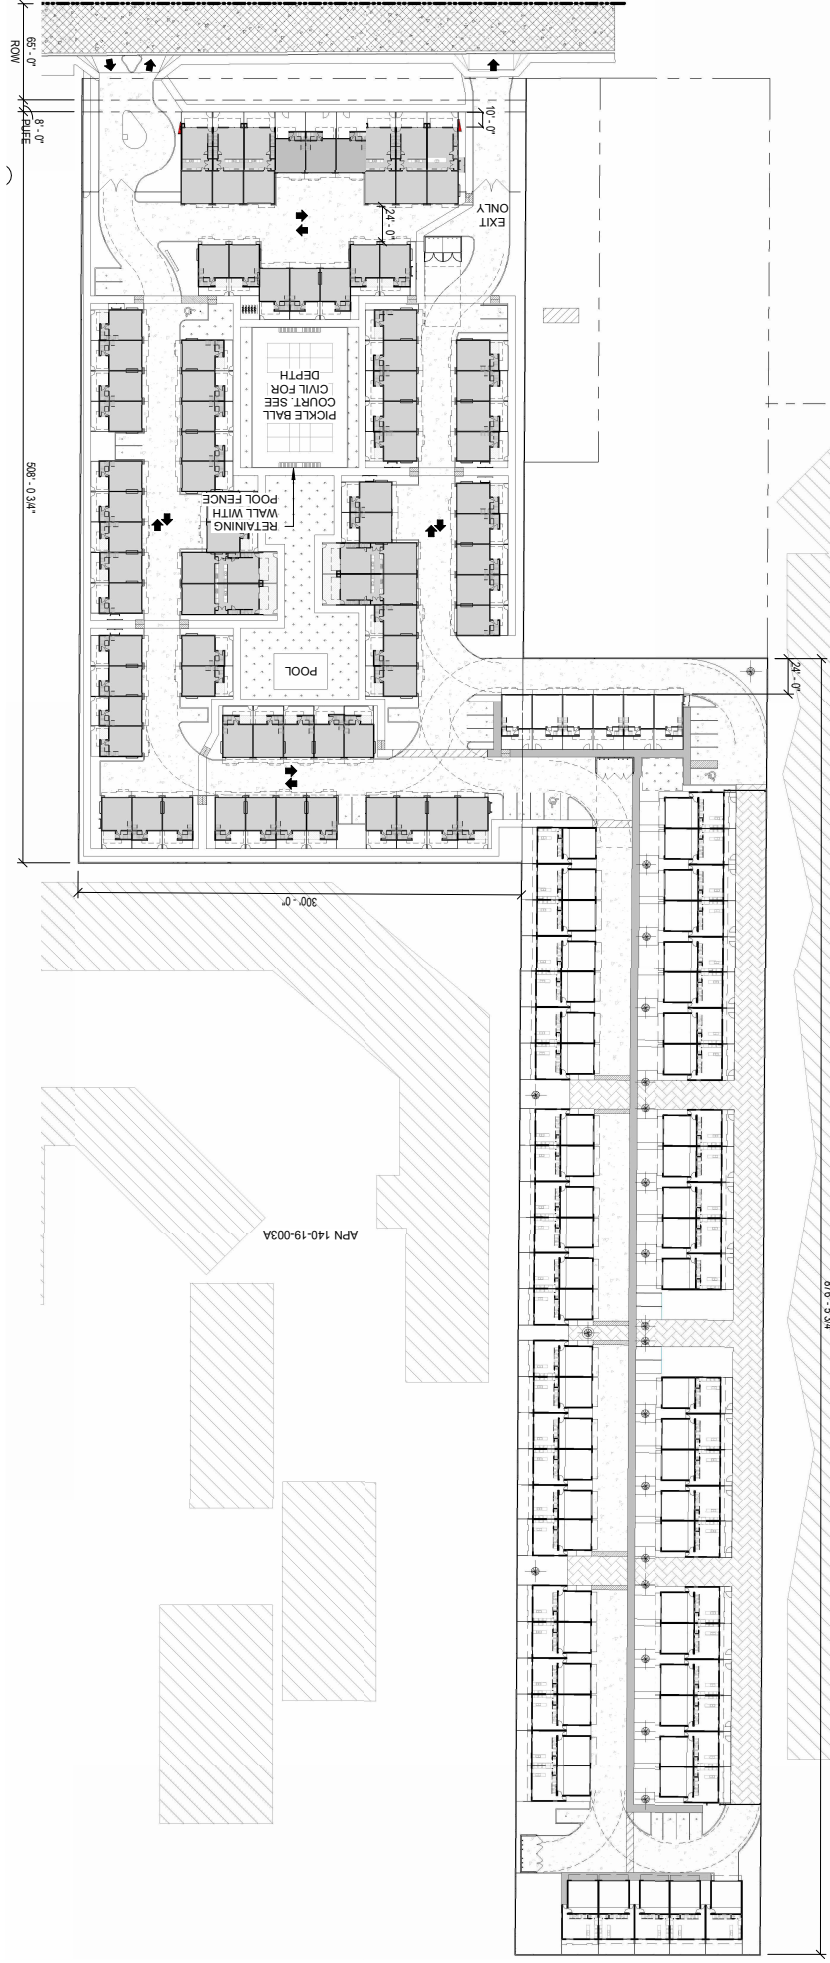 65' - 0"
ROW
8' - 0"
PUFE
10' - 0"
EXIT
ONLY
24' - 0"
PICKLE BALL
COURT. SEE
CIVIL FOR
DEPTH
508' - 0 3/4"
RETAINING
WALL WITH
POOL FENCE
POOL
24' - 0"
300' - 0"
APN 140-19-003A